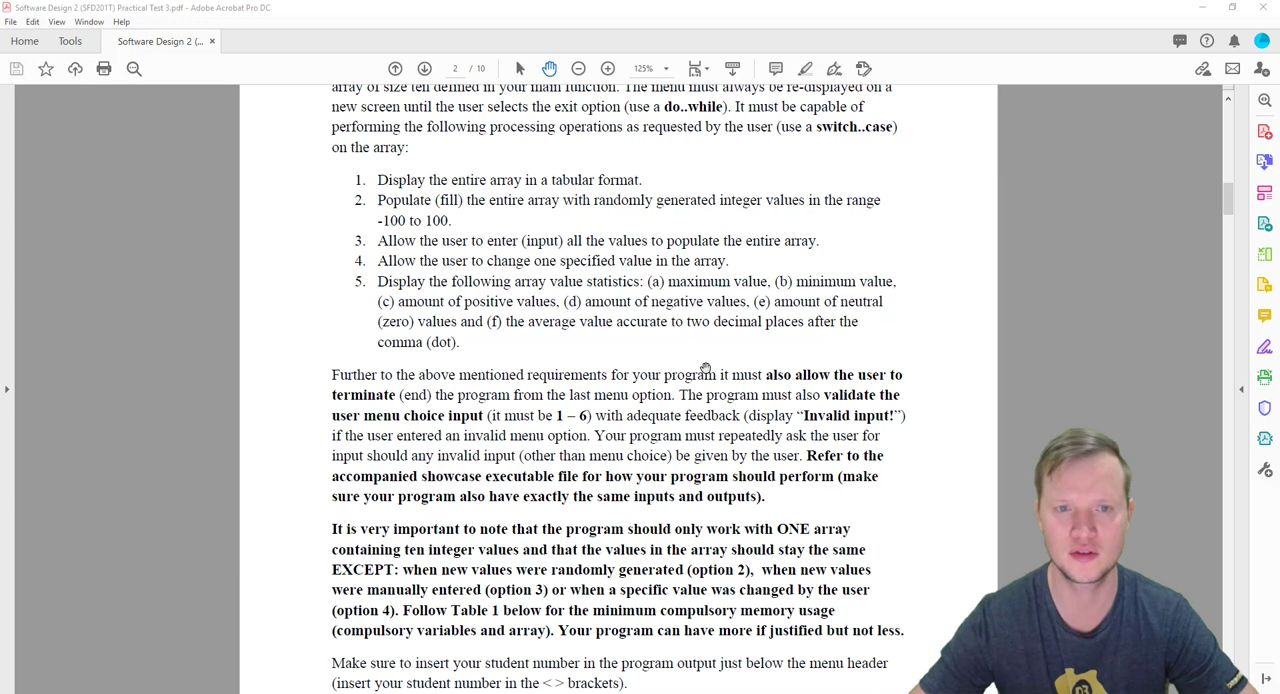 Software Design 2 (SFD201T) Practical Test 3.pdf - Adobe Acrobat Pro DC
File Edit View Window Help
Home Tools Software Design 2 (... ×
2 / 10 125%
array of size ten defined in your main function. The menu must always be re-displayed on a
new screen until the user selects the exit option (use a do..while). It must be capable of
performing the following processing operations as requested by the user (use a switch..case)
on the array:
1. Display the entire array in a tabular format.
2. Populate (fill) the entire array with randomly generated integer values in the range
-100 to 100.
3. Allow the user to enter (input) all the values to populate the entire array.
4. Allow the user to change one specified value in the array.
5. Display the following array value statistics: (a) maximum value, (b) minimum value,
(c) amount of positive values, (d) amount of negative values, (e) amount of neutral
(zero) values and (f) the average value accurate to two decimal places after the
comma (dot).
Further to the above mentioned requirements for your program it must also allow the user to
terminate (end) the program from the last menu option. The program must also validate the
user menu choice input (it must be 1 – 6) with adequate feedback (display “Invalid input!”)
if the user entered an invalid menu option. Your program must repeatedly ask the user for
input should any invalid input (other than menu choice) be given by the user. Refer to the
accompanied showcase executable file for how your program should perform (make
sure your program also have exactly the same inputs and outputs).
It is very important to note that the program should only work with ONE array
containing ten integer values and that the values in the array should stay the same
EXCEPT: when new values were randomly generated (option 2), when new values
were manually entered (option 3) or when a specific value was changed by the user
(option 4). Follow Table 1 below for the minimum compulsory memory usage
(compulsory variables and array). Your program can have more if justified but not less.
Make sure to insert your student number in the program output just below the menu header
(insert your student number in the < > brackets).